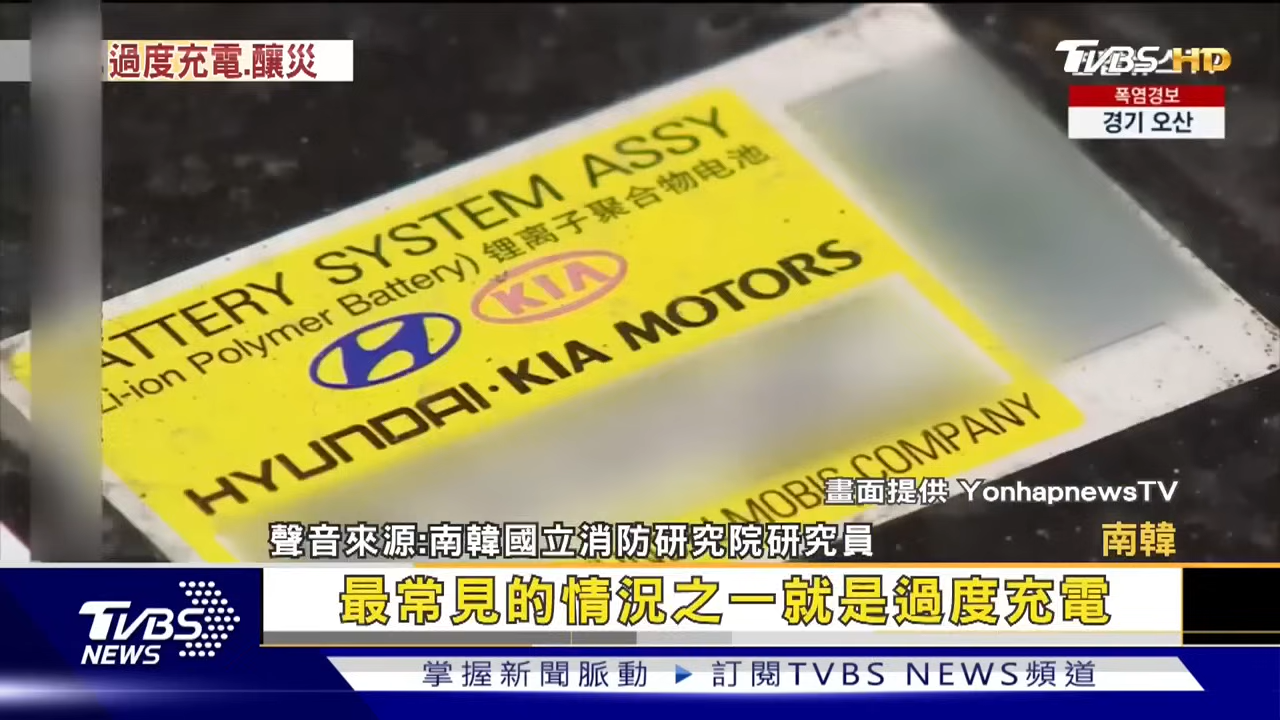 過度充電.釀災
TVBS HD
폭염경보
경기 오산
BATTERY SYSTEM ASSY
(Li-ion Polymer Battery) 锂离子聚合物电池
KIA
HYUNDAI·KIA MOTORS
MOBIS COMPANY
畫面提供 YonhapnewsTV
聲音來源:南韓國立消防研究院研究員
南韓
最常見的情況之一就是過度充電
TVBS NEWS
掌握新聞脈動 ▶ 訂閱TVBS NEWS頻道